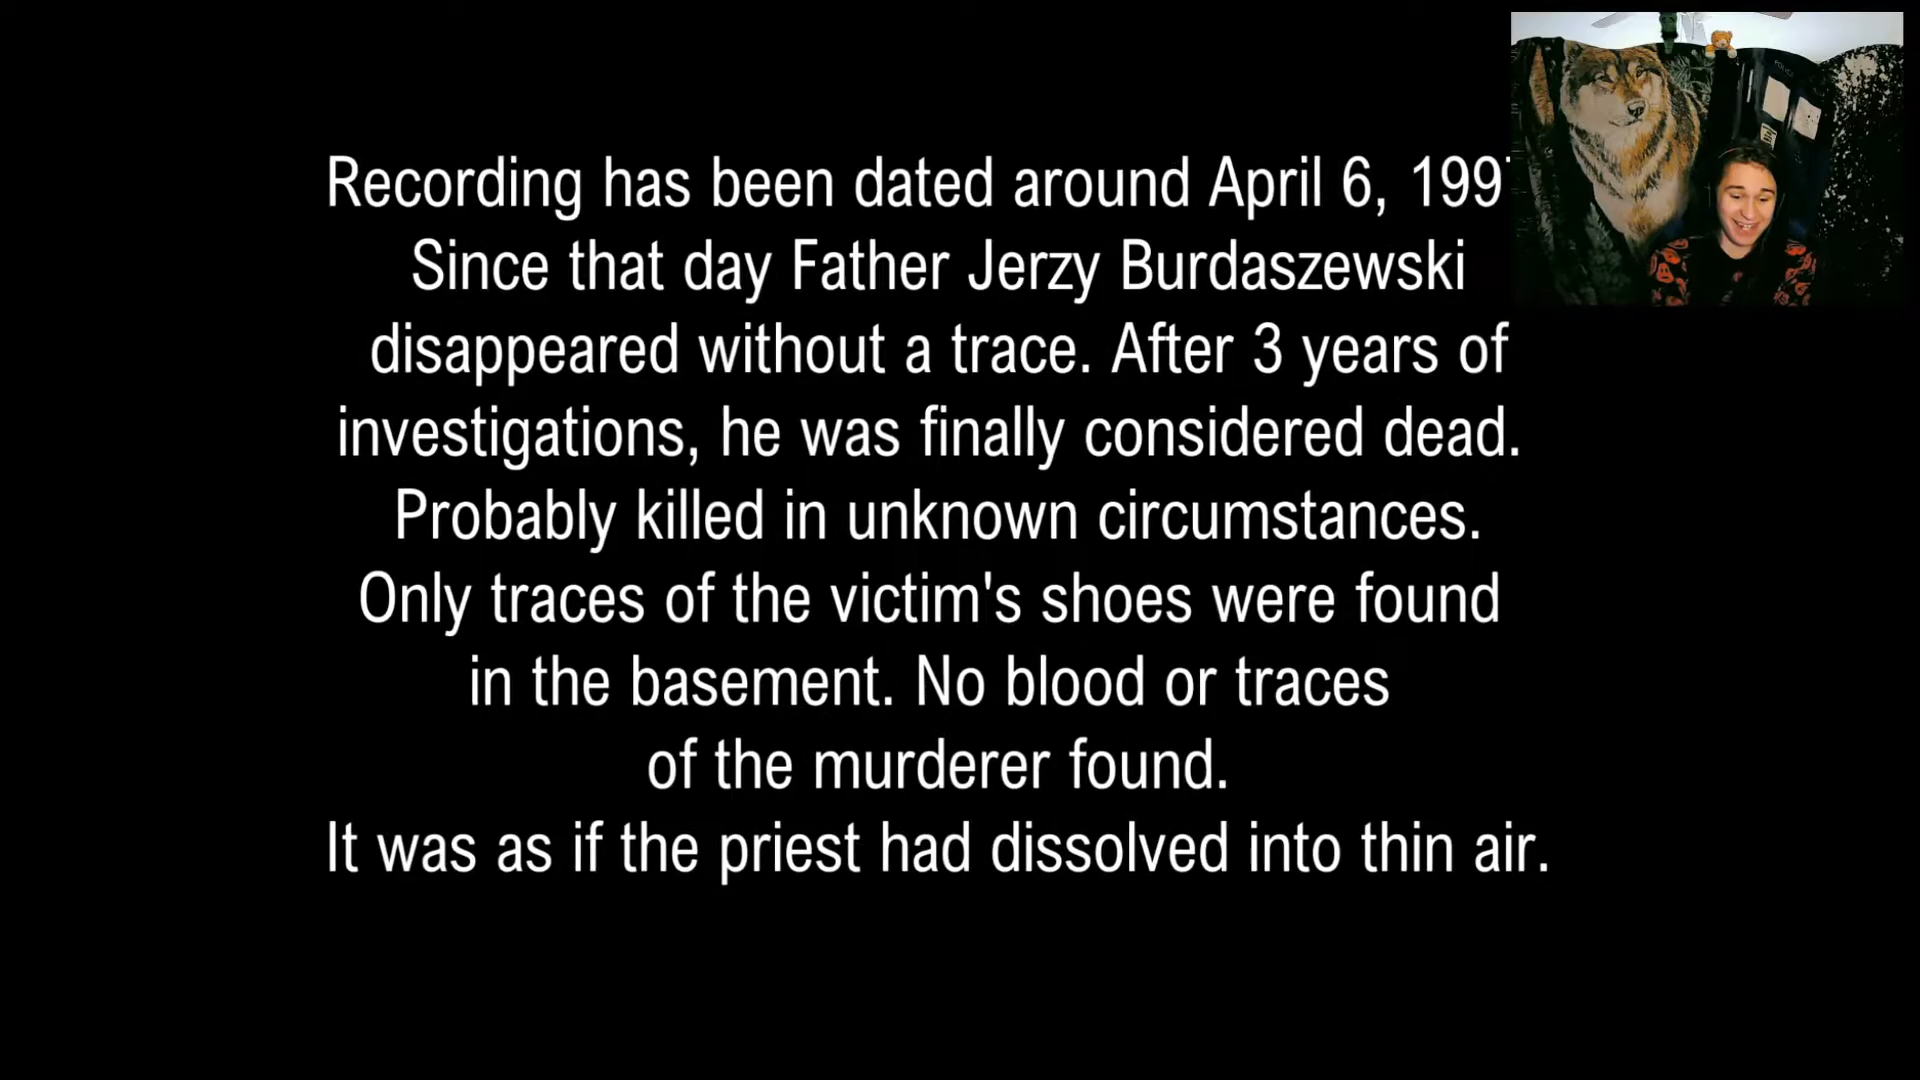 Recording has been dated around April 6, 199
Since that day Father Jerzy Burdaszewski
disappeared without a trace. After 3 years of
investigations, he was finally considered dead.
Probably killed in unknown circumstances.
Only traces of the victim's shoes were found
in the basement. No blood or traces
of the murderer found.
It was as if the priest had dissolved into thin air.